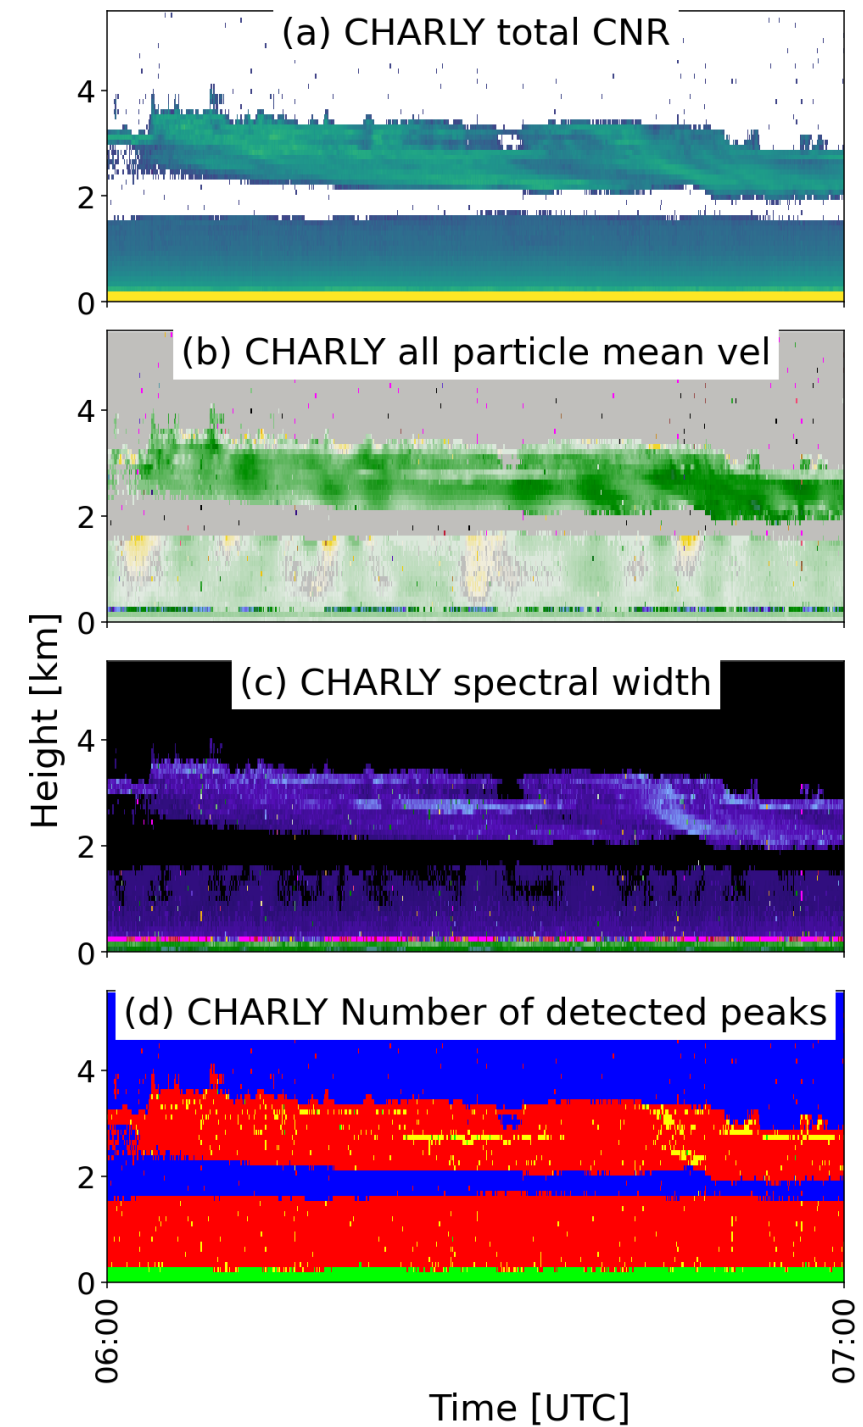 (a) CHARLY total CNR
4
2
0
(b) CHARLY all particle mean vel
4
2
0
Height [km]
(c) CHARLY spectral width
4
2
0
(d) CHARLY Number of detected peaks
4
2
0
06:00
07:00
Time [UTC]